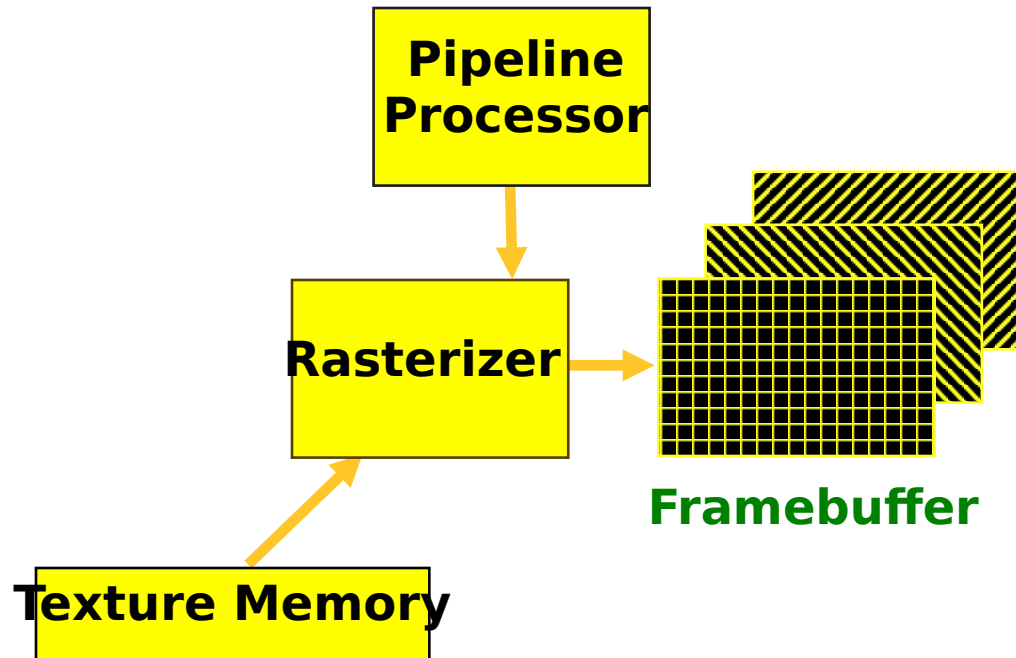 Pipeline
Processor
Rasterizer
Framebuffer
Texture Memory